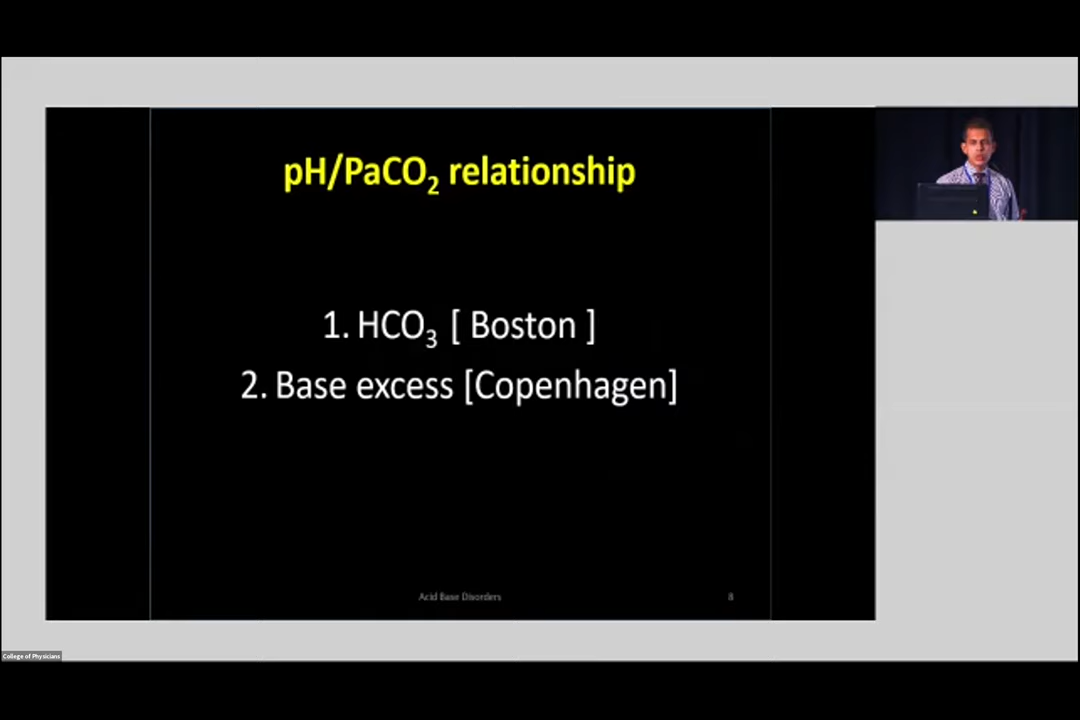 pH/PaCO₂ relationship
1. HCO₃ [ Boston ]
2. Base excess [Copenhagen]
Acid Base Disorders
8
College of Physicians